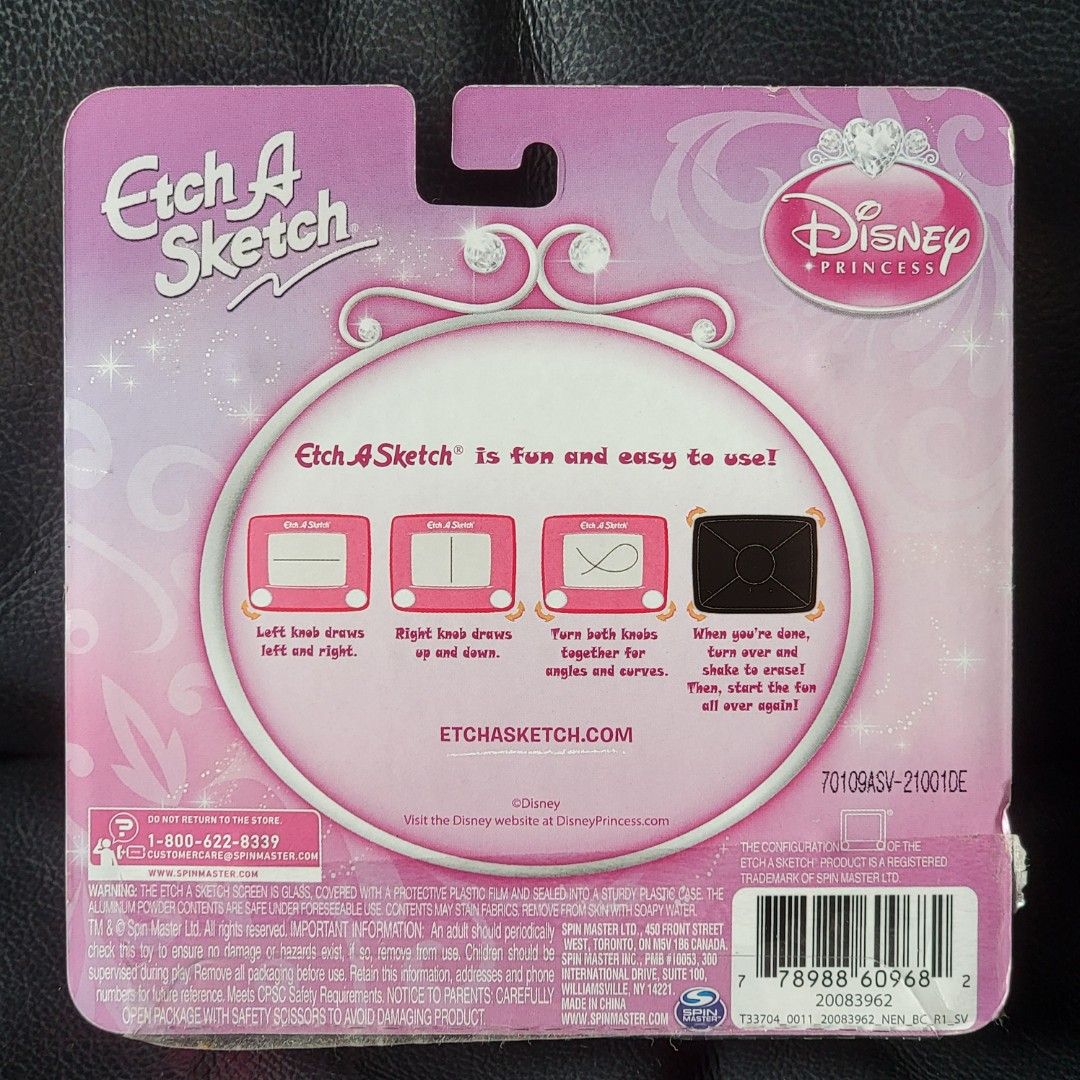 Etch A
Sketch®
DISNEY
PRINCESS
Etch A Sketch® is fun and easy to use!
Etch A Sketch
Etch A Sketch
Etch A Sketch
Left knob draws
left and right.
Right knob draws
up and down.
Turn both knobs
together for
angles and curves.
When you're done,
turn over and
shake to erase!
Then, start the fun
all over again!
ETCHASKETCH.COM
70109ASV-21001DE
©Disney
Visit the Disney website at DisneyPrincess.com
DO NOT RETURN TO THE STORE.
1-800-622-8339
CUSTOMERCARE@SPINMASTER.COM
WWW.SPINMASTER.COM
THE CONFIGURATION ® OF THE
ETCH A SKETCH® PRODUCT IS A REGISTERED
TRADEMARK OF SPIN MASTER LTD.
WARNING: THE ETCH A SKETCH SCREEN IS GLASS, COVERED WITH A PROTECTIVE PLASTIC FILM AND SEALED INTO A STURDY PLASTIC CASE. THE
ALUMINUM POWDER CONTENTS ARE SAFE UNDER FORESEEABLE USE. CONTENTS MAY STAIN FABRICS. REMOVE FROM SKIN WITH SOAPY WATER.
TM & © Spin Master Ltd. All rights reserved. IMPORTANT INFORMATION: An adult should periodically
check this toy to ensure no damage or hazards exist, if so, remove from use. Children should be
supervised during play Remove all packaging before use. Retain this information, addresses and phone
numbers for future reference. Meets CPSC Safety Requirements. NOTICE TO PARENTS: CAREFULLY
OPEN PACKAGE WITH SAFETY SCISSORS TO AVOID DAMAGING PRODUCT.
SPIN MASTER LTD., 450 FRONT STREET
WEST, TORONTO, ON M5V 1B6 CANADA.
SPIN MASTER INC., PMB #10053, 300
INTERNATIONAL DRIVE, SUITE 100,
WILLIAMSVILLE, NY 14221.
MADE IN CHINA
WWW.SPINMASTER.COM
SPIN
MASTER™
7 78988 60968 2
20083962
T33704_0011_20083962_NEN_BC_R1_SV